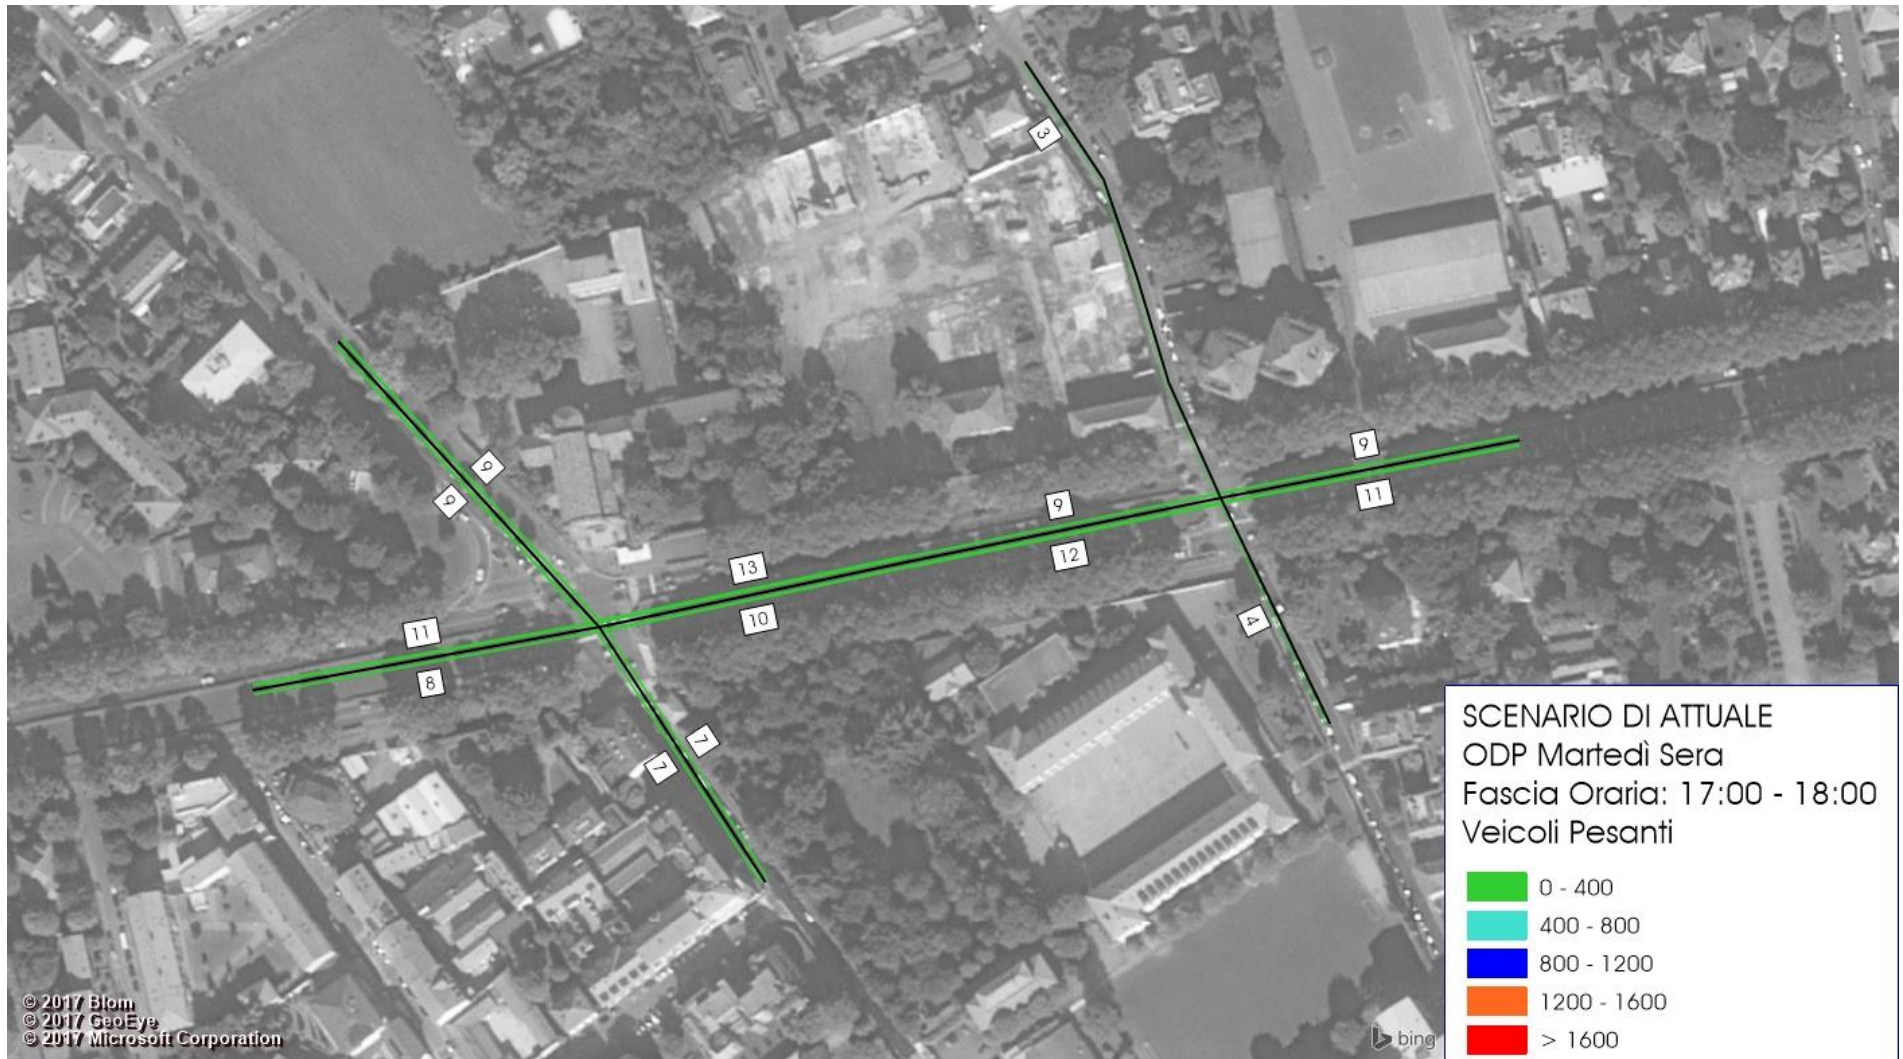 3
9
9
9
11
9
12
13
10
11
8
4
7
7
SCENARIO DI ATTUALE
ODP Martedì Sera
Fascia Oraria: 17:00 - 18:00
Veicoli Pesanti
0 - 400
400 - 800
800 - 1200
1200 - 1600
> 1600
© 2017 Blom
© 2017 GeoEye
© 2017 Microsoft Corporation
bing